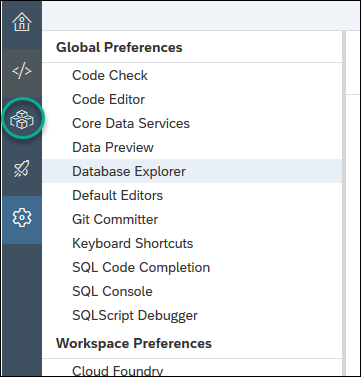 Global Preferences
Code Check
Code Editor
Core Data Services
Data Preview
Database Explorer
Default Editors
Git Committer
Keyboard Shortcuts
SQL Code Completion
SQL Console
SQLScript Debugger
Workspace Preferences
Cloud Foundry